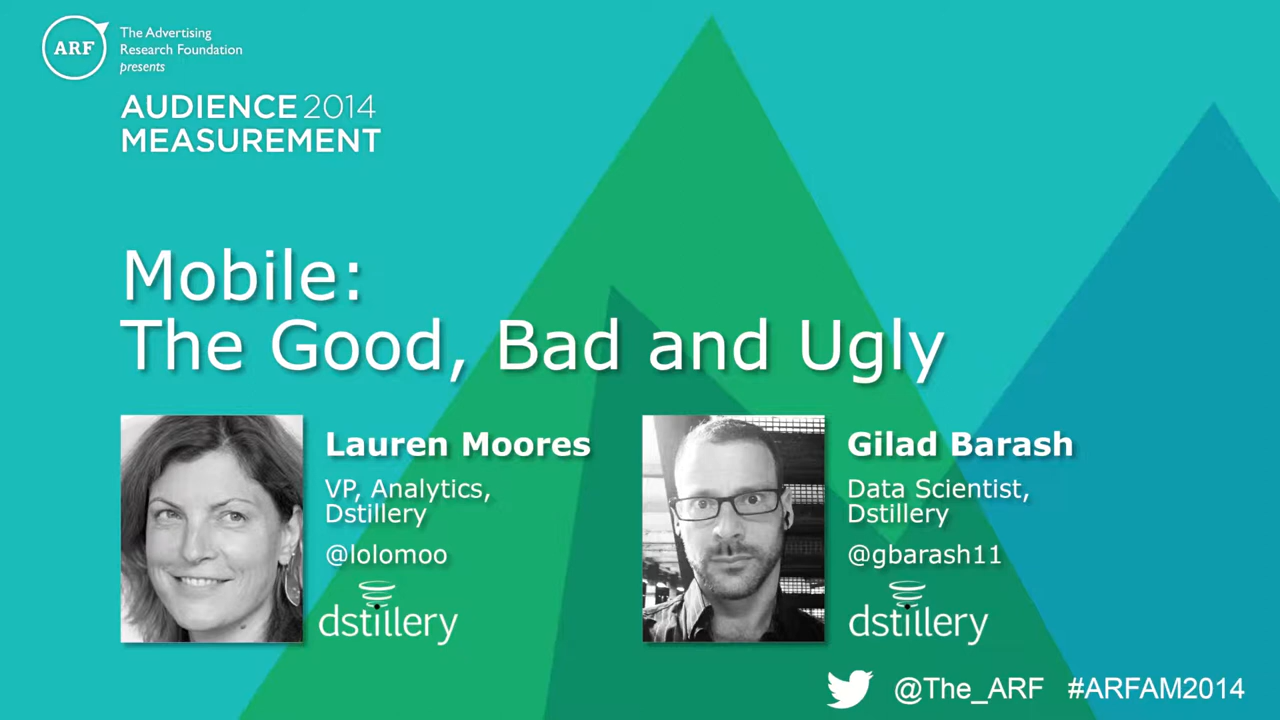 ARF
The Advertising
Research Foundation
presents
AUDIENCE 2014
MEASUREMENT
Mobile:
The Good, Bad and Ugly
Lauren Moores
VP, Analytics,
Dstillery
@lolomoo
dstillery
Gilad Barash
Data Scientist,
Dstillery
@gbarash11
dstillery
@The_ARF #ARFAM2014